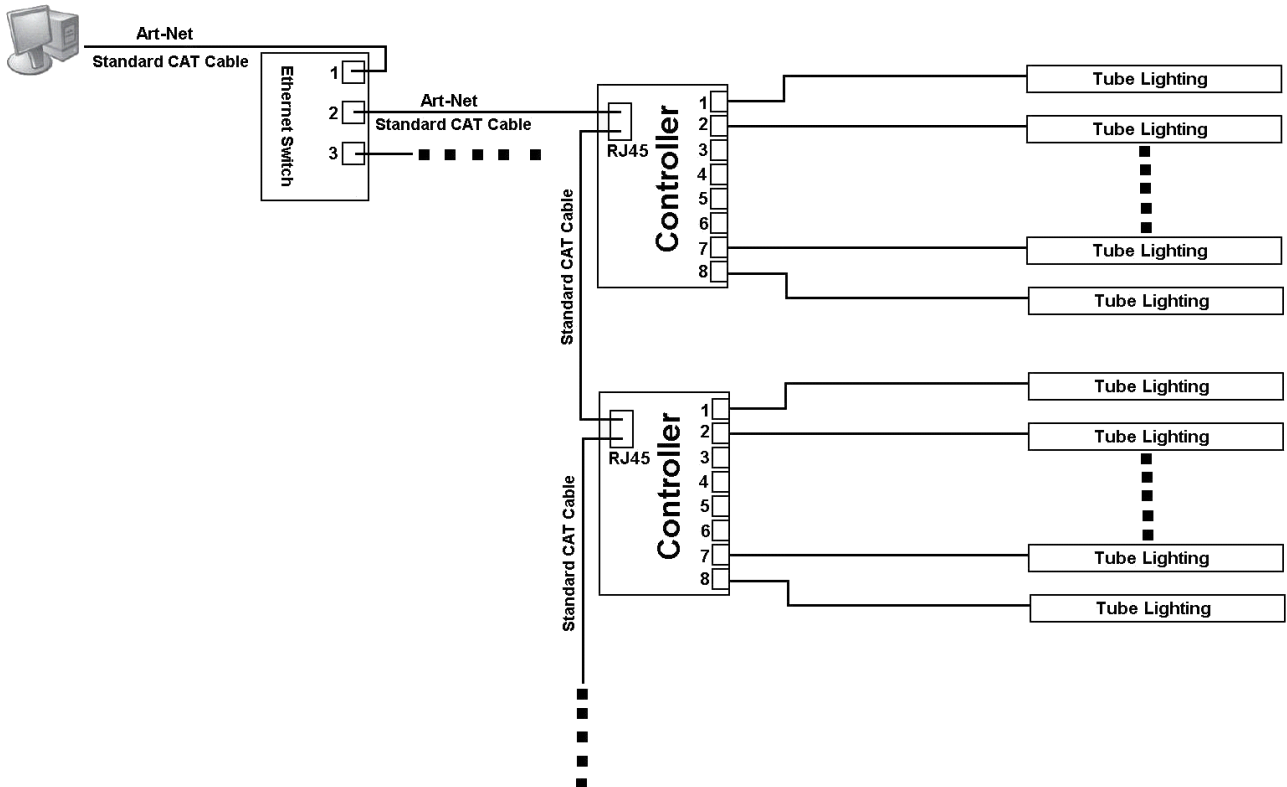 Art-Net
Standard CAT Cable
Ethernet Switch
1
2
3
Art-Net
Standard CAT Cable
RJ45
Controller
1
2
3
4
5
6
7
8
Tube Lighting
Tube Lighting
Tube Lighting
Tube Lighting
Standard CAT Cable
RJ45
Controller
1
2
3
4
5
6
7
8
Tube Lighting
Tube Lighting
Tube Lighting
Tube Lighting
Standard CAT Cable